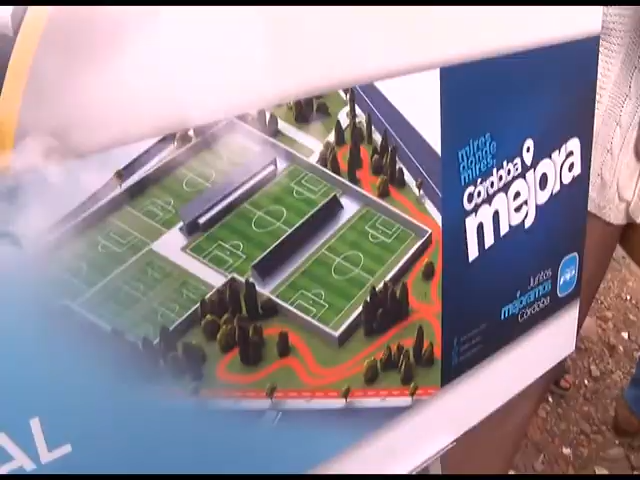 mires
donde
mires,
Córdoba
mejora
Juntos
mejoramos
Córdoba
AL